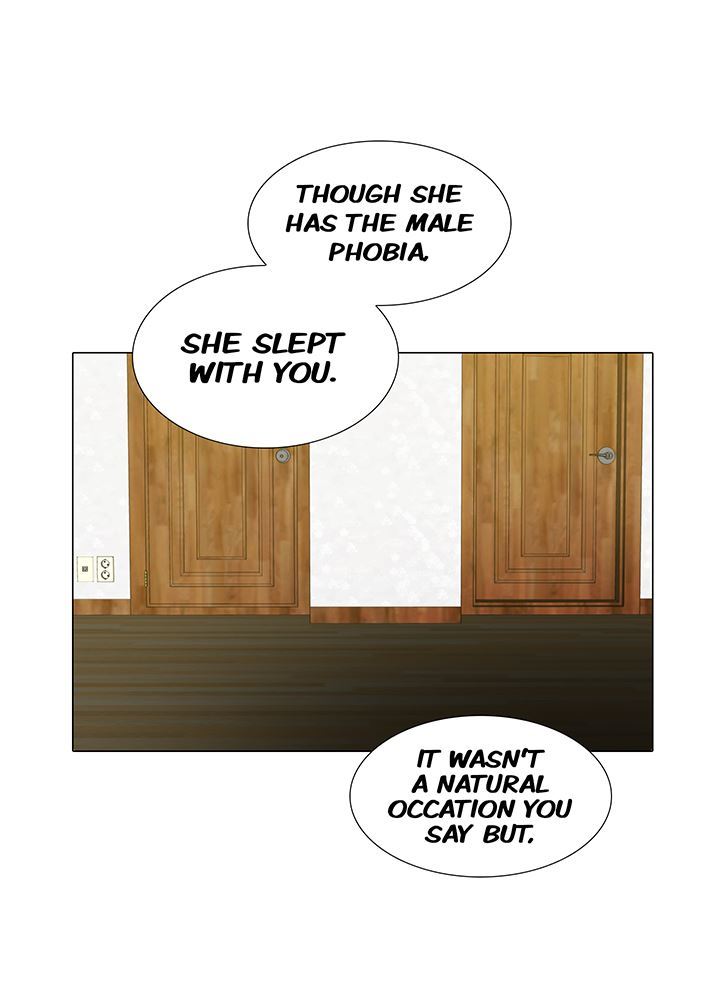 THOUGH SHE
HAS THE MALE
PHOBIA,
SHE SLEPT
WITH YOU.
IT WASN'T
A NATURAL
OCCATION YOU
SAY BUT,